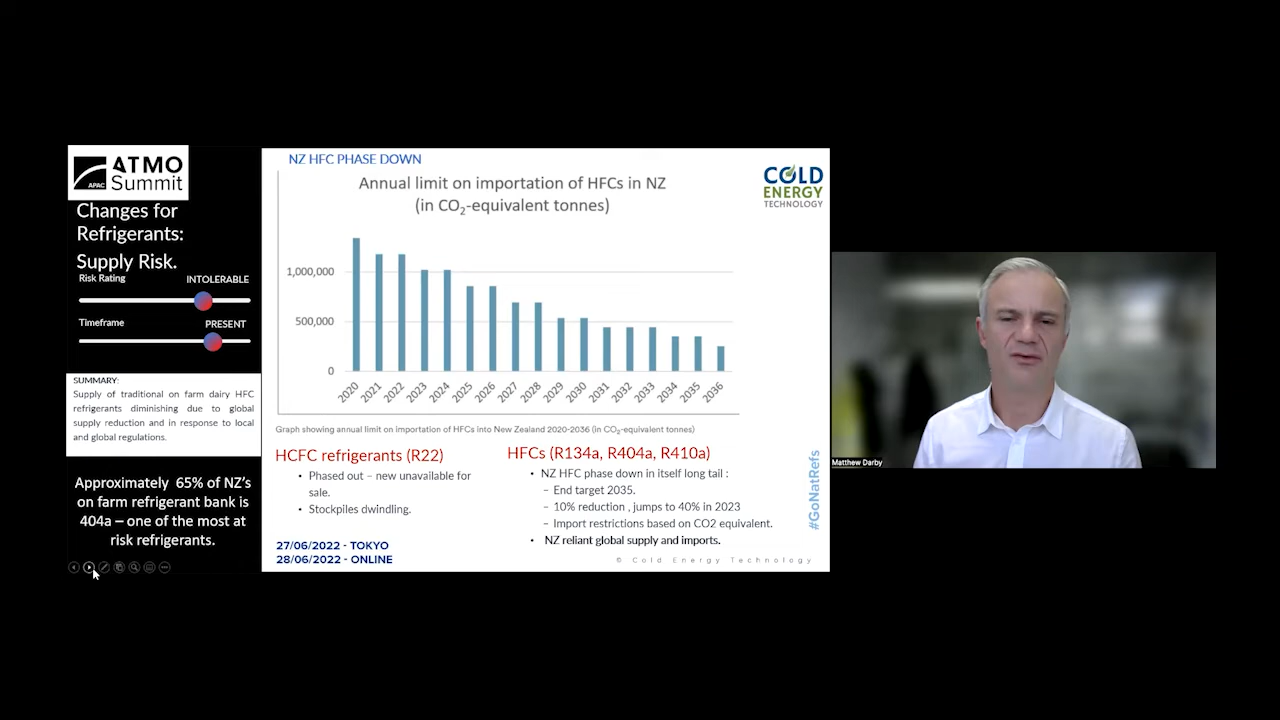 ATMO
APAC
Summit
Changes for
Refrigerants:
Supply Risk.
Risk Rating
INTOLERABLE
Timeframe
PRESENT
SUMMARY:
Supply of traditional on farm dairy HFC
refrigerants diminishing due to global
supply reduction and in response to local
and global regulations.
Approximately 65% of NZ's
on farm refrigerant bank is
404a – one of the most at
risk refrigerants.
NZ HFC PHASE DOWN
Annual limit on importation of HFCs in NZ
(in CO2-equivalent tonnes)
COLD
ENERGY
TECHNOLOGY
1,000,000
500,000
0
2020 2021 2022 2023 2024 2025 2026 2027 2028 2029 2030 2031 2032 2033 2034 2035 2036
Graph showing annual limit on importation of HFCs into New Zealand 2020-2036 (in CO2-equivalent tonnes)
HCFC refrigerants (R22)
• Phased out – new unavailable for
sale.
• Stockpiles dwindling.
27/06/2022 - TOKYO
28/06/2022 - ONLINE
HFCs (R134a, R404a, R410a)
• NZ HFC phase down in itself long tail :
– End target 2035.
– 10% reduction , jumps to 40% in 2023
– Import restrictions based on CO2 equivalent.
• NZ reliant global supply and imports.
© Cold Energy Technology
#GoNatRefs
Matthew Darby